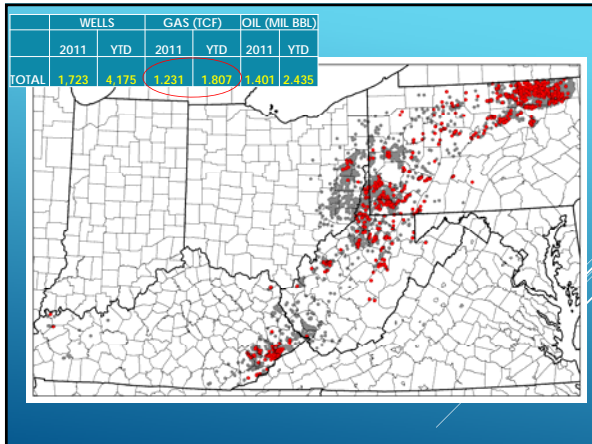 WELLS GAS (TCF) OIL (MIL BBL)
2011 YTD 2011 YTD 2011 YTD
TOTAL 1,723 4,175 1.231 1.807 1.401 2.435